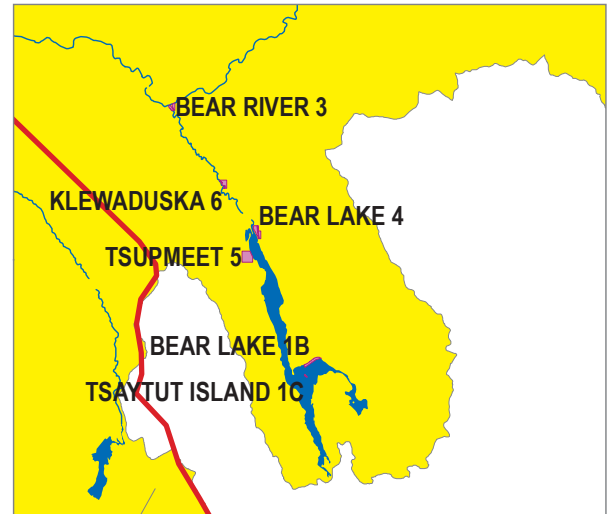 BEAR RIVER 3
KLEWADUSKA 6
BEAR LAKE 4
TSUPMEET 5
BEAR LAKE 1B
TSAYTUT ISLAND 1C